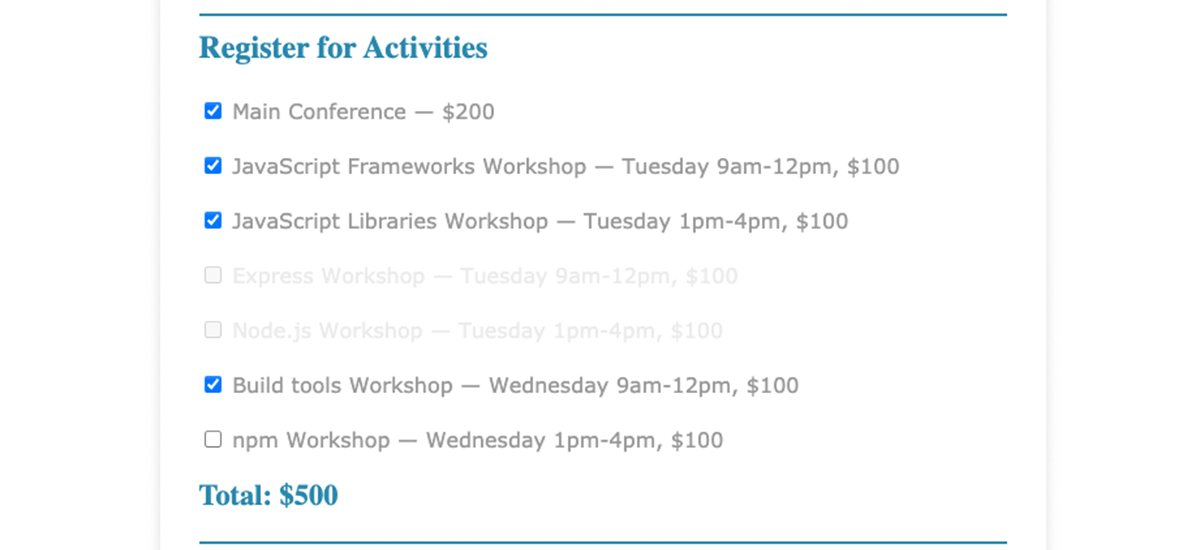 Register for Activities
Main Conference — $200
JavaScript Frameworks Workshop — Tuesday 9am-12pm, $100
JavaScript Libraries Workshop — Tuesday 1pm-4pm, $100
Express Workshop — Tuesday 9am-12pm, $100
Node.js Workshop — Tuesday 1pm-4pm, $100
Build tools Workshop — Wednesday 9am-12pm, $100
npm Workshop — Wednesday 1pm-4pm, $100
Total: $500